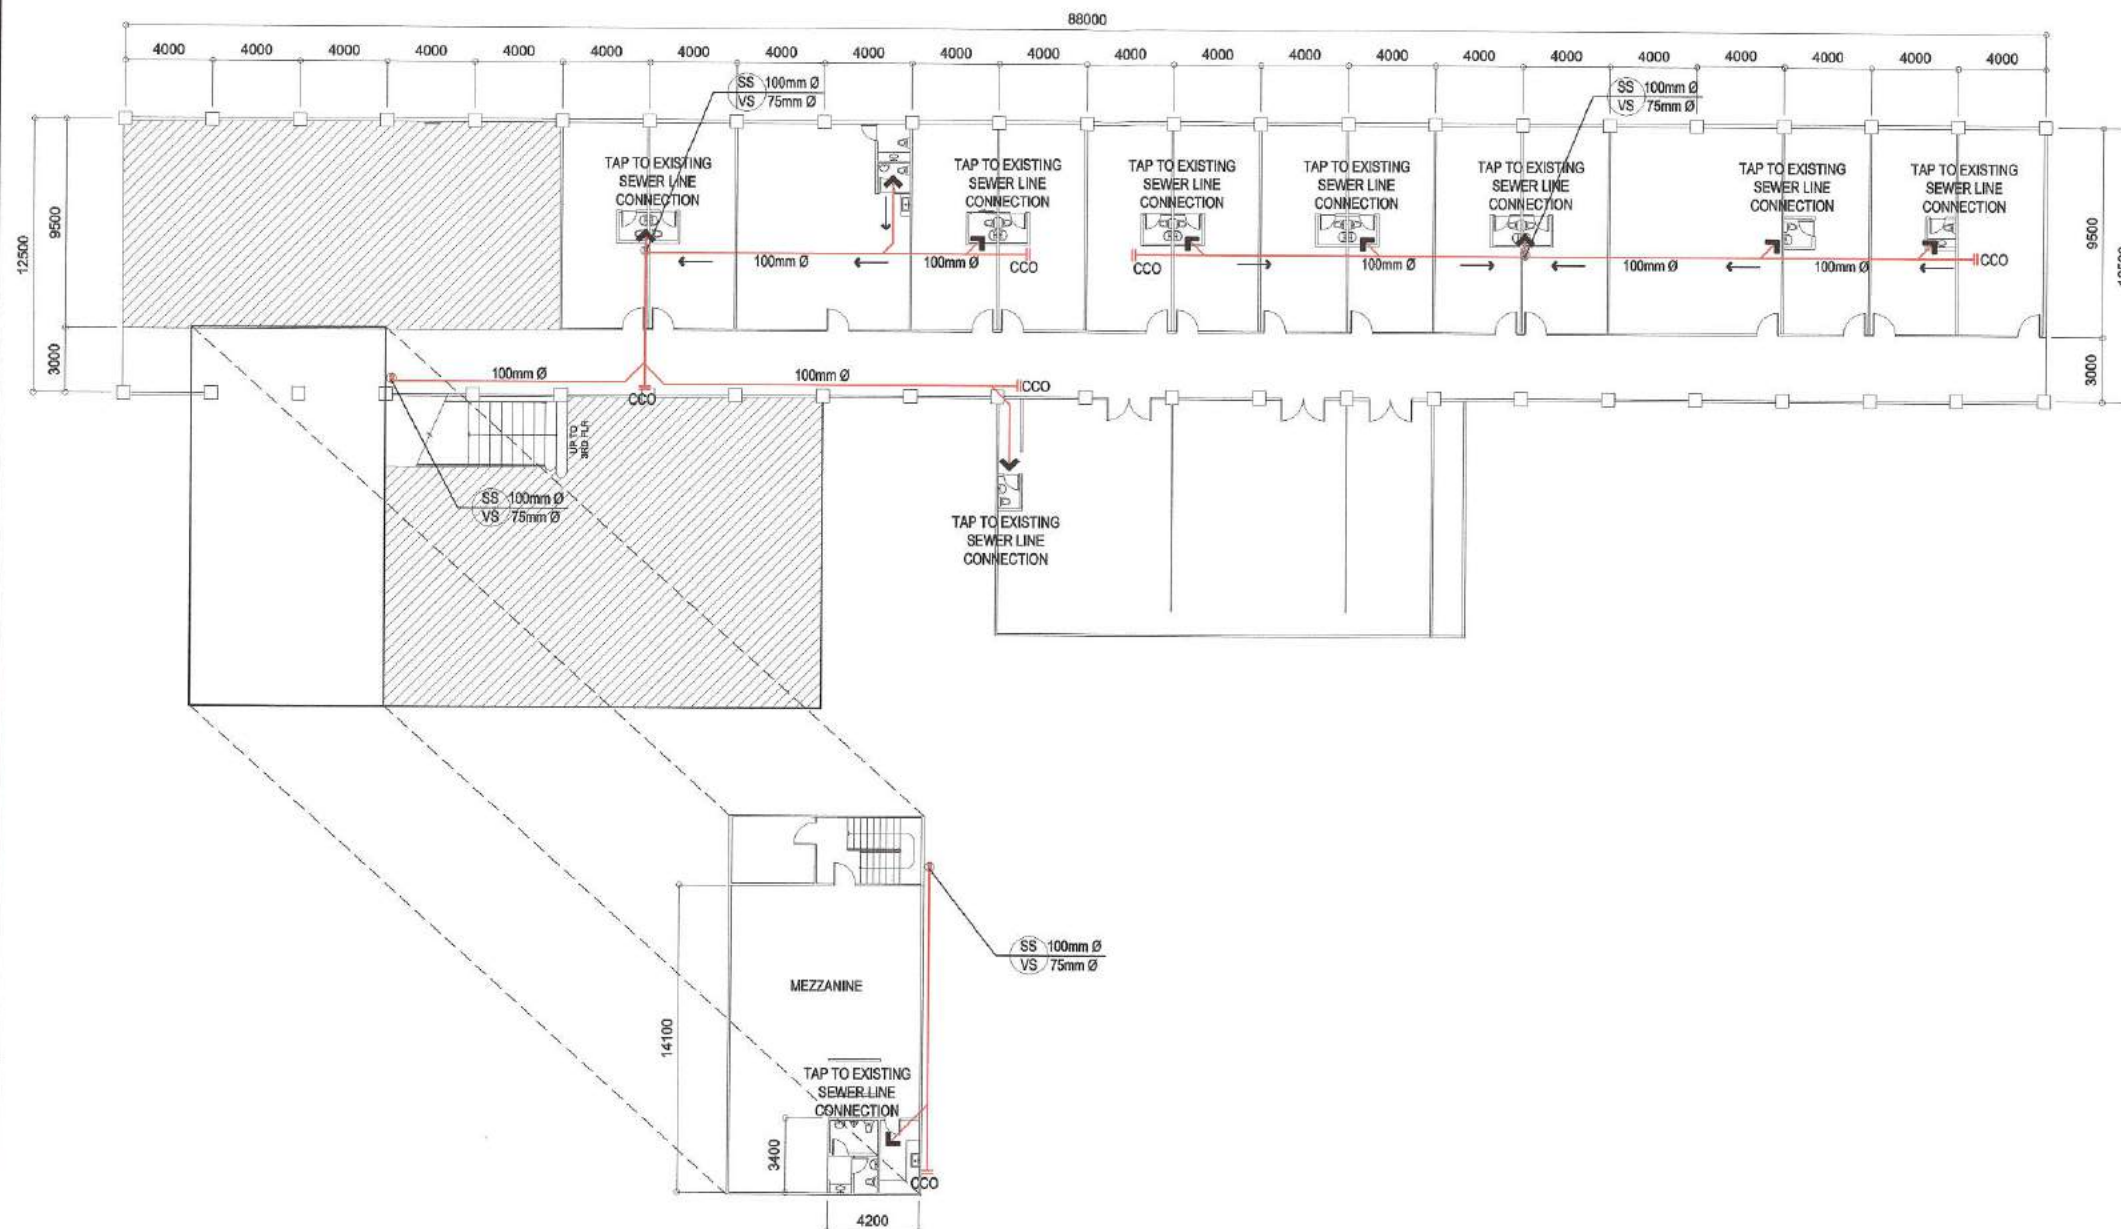 88000
4000 4000 4000 4000 4000 4000 4000 4000 4000 4000 4000 4000 4000 4000 4000 4000 4000 4000 4000 4000 4000 4000
SS 100mm Ø
VS 75mm Ø
SS 100mm Ø
VS 75mm Ø
12500
9500
3000
TAP TO EXISTING
SEWER LINE
CONNECTION
TAP TO EXISTING
SEWER LINE
CONNECTION
TAP TO EXISTING
SEWER LINE
CONNECTION
TAP TO EXISTING
SEWER LINE
CONNECTION
TAP TO EXISTING
SEWER LINE
CONNECTION
TAP TO EXISTING
SEWER LINE
CONNECTION
TAP TO EXISTING
SEWER LINE
CONNECTION
9500
3000
100mm Ø
100mm Ø
CCO
CCO
100mm Ø
100mm Ø
100mm Ø
CCO
100mm Ø
CCO
100mm Ø
CCO
UP TO
3RD FLR
SS 100mm Ø
VS 75mm Ø
TAP TO EXISTING
SEWER LINE
CONNECTION
SS 100mm Ø
VS 75mm Ø
MEZZANINE
14100
TAP TO EXISTING
SEWER LINE
CONNECTION
3400
CCO
4200